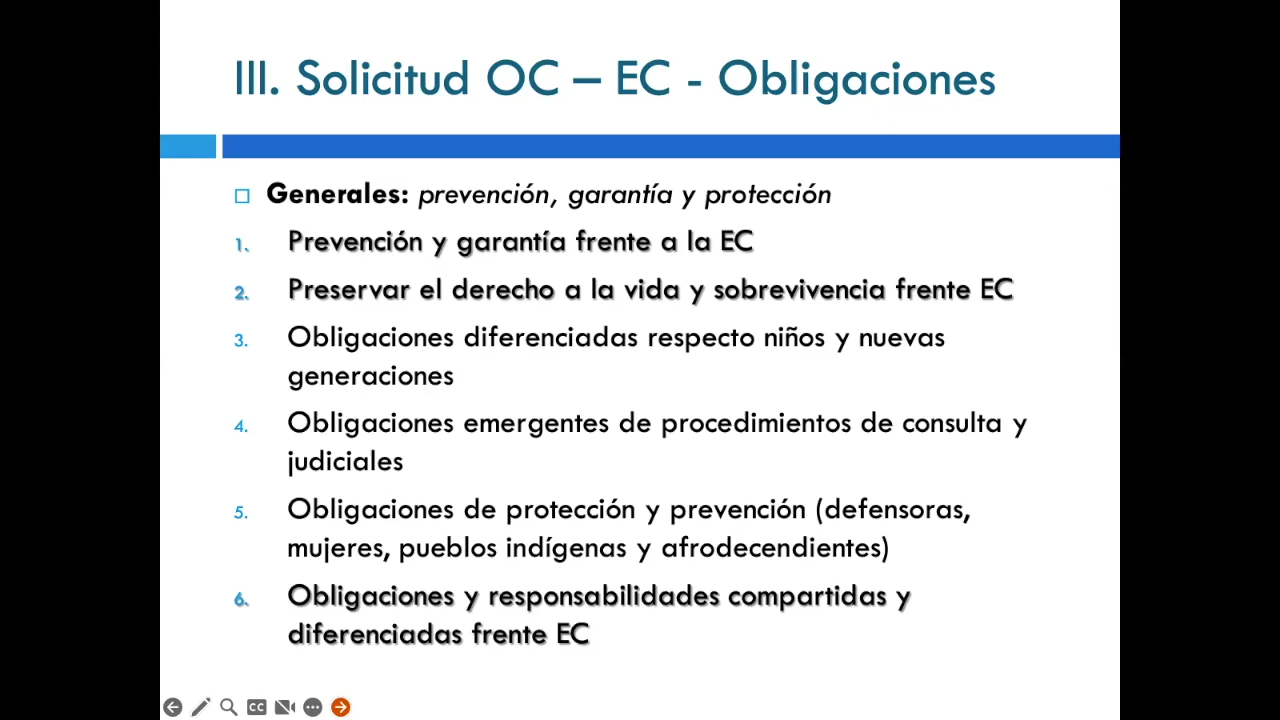 III. Solicitud OC – EC - Obligaciones
Generales: prevención, garantía y protección
1. Prevención y garantía frente a la EC
2. Preservar el derecho a la vida y sobrevivencia frente EC
3. Obligaciones diferenciadas respecto niños y nuevas
generaciones
4. Obligaciones emergentes de procedimientos de consulta y
judiciales
5. Obligaciones de protección y prevención (defensoras,
mujeres, pueblos indígenas y afrodecendientes)
6. Obligaciones y responsabilidades compartidas y
diferenciadas frente EC
CC